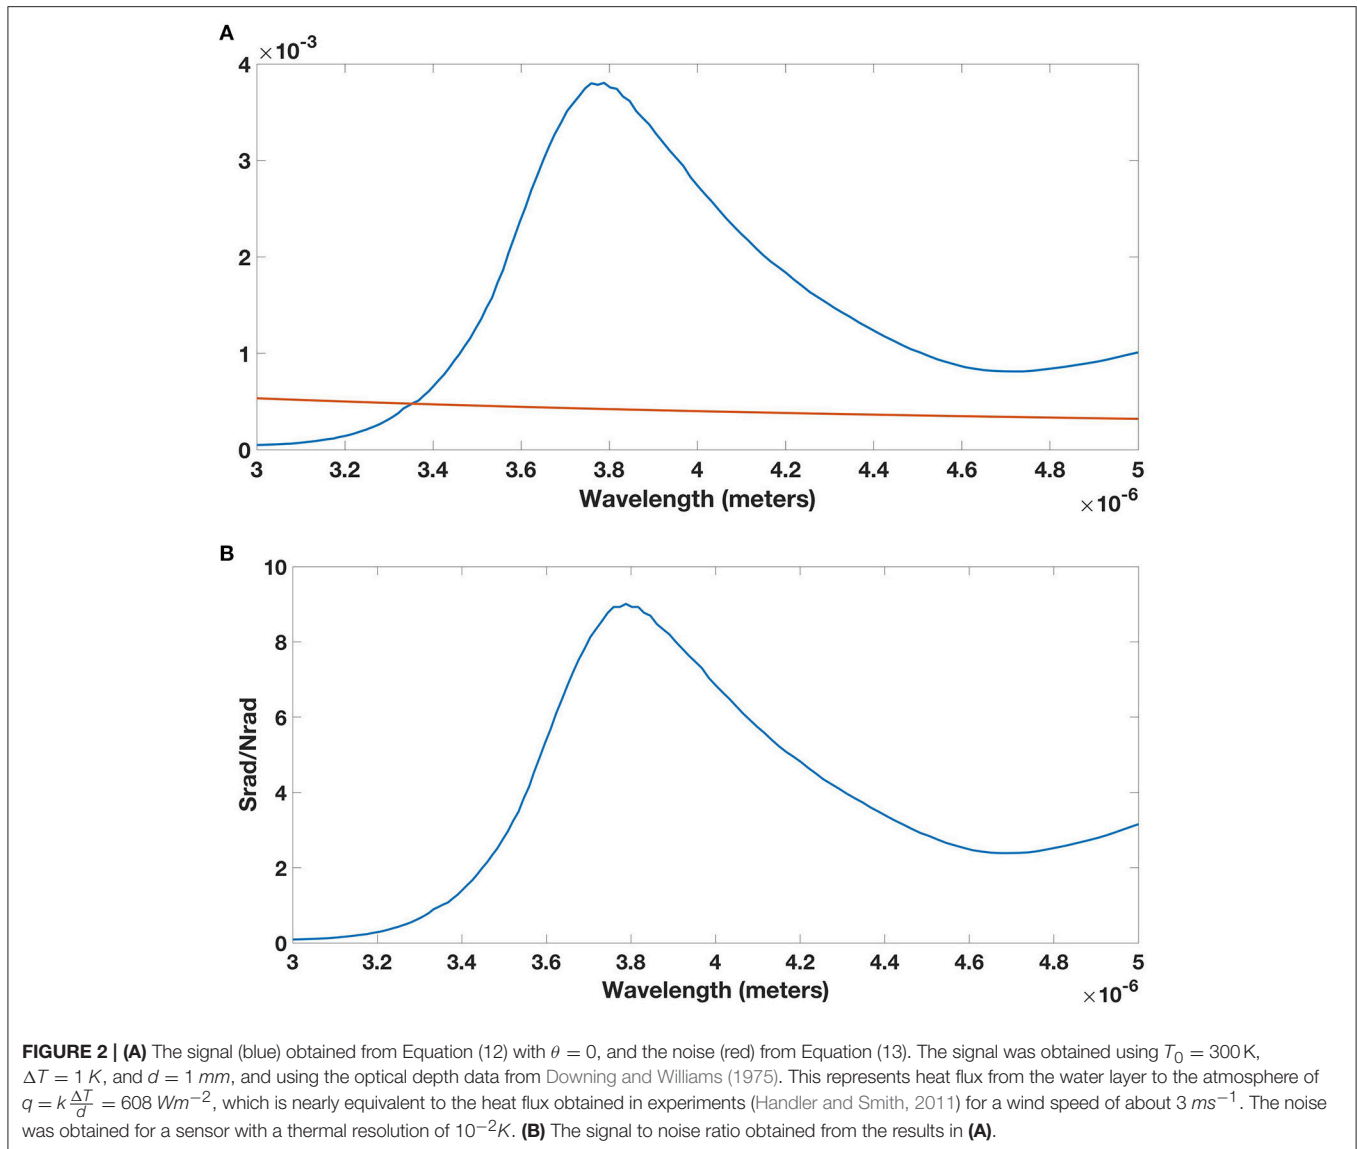 A
×10-3
4
3
2
1
0
3 3.2 3.4 3.6 3.8 4 4.2 4.4 4.6 4.8 5
Wavelength (meters)
×10-6
B
10
8
6
4
2
0
Srad/Nrad
3 3.2 3.4 3.6 3.8 4 4.2 4.4 4.6 4.8 5
Wavelength (meters)
×10-6
FIGURE 2 | (A) The signal (blue) obtained from Equation (12) with θ = 0, and the noise (red) from Equation (13). The signal was obtained using T0 = 300 K,
ΔT = 1 K, and d = 1 mm, and using the optical depth data from Downing and Williams (1975). This represents heat flux from the water layer to the atmosphere of
q = k ΔT/d = 608 Wm−2, which is nearly equivalent to the heat flux obtained in experiments (Handler and Smith, 2011) for a wind speed of about 3 ms−1. The noise
was obtained for a sensor with a thermal resolution of 10−2K. (B) The signal to noise ratio obtained from the results in (A).